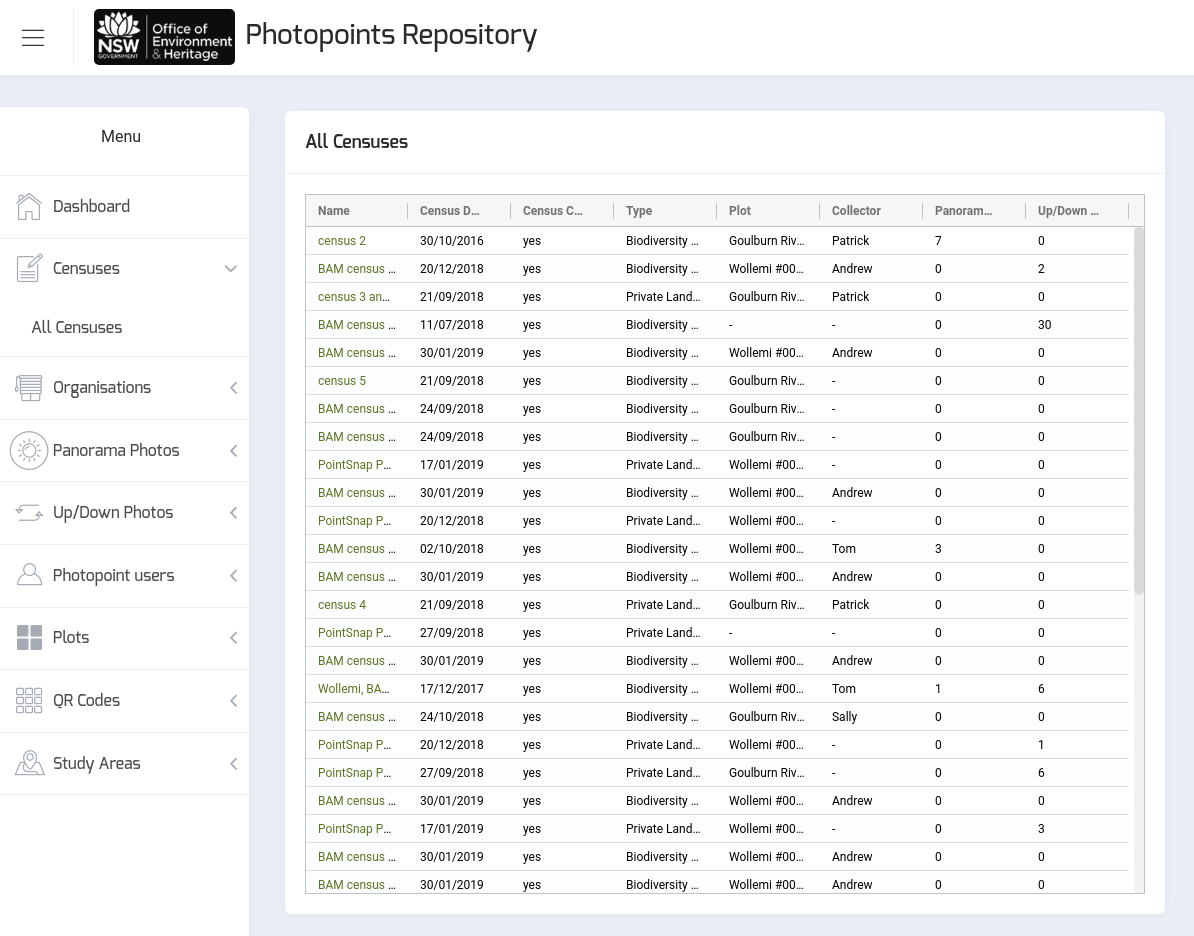 NSW
GOVERNMENT
Office of
Environment
& Heritage
Photopoints Repository
Menu
Dashboard
Censuses
All Censuses
Organisations
Panorama Photos
Up/Down Photos
Photopoint users
Plots
QR Codes
Study Areas
All Censuses
Name Census D... Census C... Type Plot Collector Panoram... Up/Down ...
census 2 30/10/2016 yes Biodiversity ... Goulburn Riv... Patrick 7 0
BAM census ... 20/12/2018 yes Biodiversity ... Wollemi #00... Andrew 0 2
census 3 an... 21/09/2018 yes Private Land... Goulburn Riv... Patrick 0 0
BAM census ... 11/07/2018 yes Biodiversity ... - - 0 30
BAM census ... 30/01/2019 yes Biodiversity ... Wollemi #00... Andrew 0 0
census 5 21/09/2018 yes Biodiversity ... Goulburn Riv... - 0 0
BAM census ... 24/09/2018 yes Biodiversity ... Goulburn Riv... - 0 0
BAM census ... 24/09/2018 yes Biodiversity ... Goulburn Riv... - 0 0
PointSnap P... 17/01/2019 yes Private Land... Wollemi #00... - 0 0
BAM census ... 30/01/2019 yes Biodiversity ... Wollemi #00... Andrew 0 0
PointSnap P... 20/12/2018 yes Private Land... Wollemi #00... - 0 0
BAM census ... 02/10/2018 yes Biodiversity ... Wollemi #00... Tom 3 0
BAM census ... 30/01/2019 yes Biodiversity ... Wollemi #00... Andrew 0 0
census 4 21/09/2018 yes Private Land... Goulburn Riv... Patrick 0 0
PointSnap P... 27/09/2018 yes Private Land... - - 0 0
BAM census ... 30/01/2019 yes Biodiversity ... Wollemi #00... Andrew 0 0
Wollemi, BA... 17/12/2017 yes Biodiversity ... Wollemi #00... Tom 1 6
BAM census ... 24/10/2018 yes Biodiversity ... Goulburn Riv... Sally 0 0
PointSnap P... 20/12/2018 yes Private Land... Wollemi #00... - 0 1
PointSnap P... 27/09/2018 yes Private Land... Goulburn Riv... - 0 6
BAM census ... 30/01/2019 yes Biodiversity ... Wollemi #00... Andrew 0 0
PointSnap P... 17/01/2019 yes Private Land... Wollemi #00... - 0 3
BAM census ... 30/01/2019 yes Biodiversity ... Wollemi #00... Andrew 0 0
BAM census ... 30/01/2019 yes Biodiversity ... Wollemi #00... Andrew 0 0